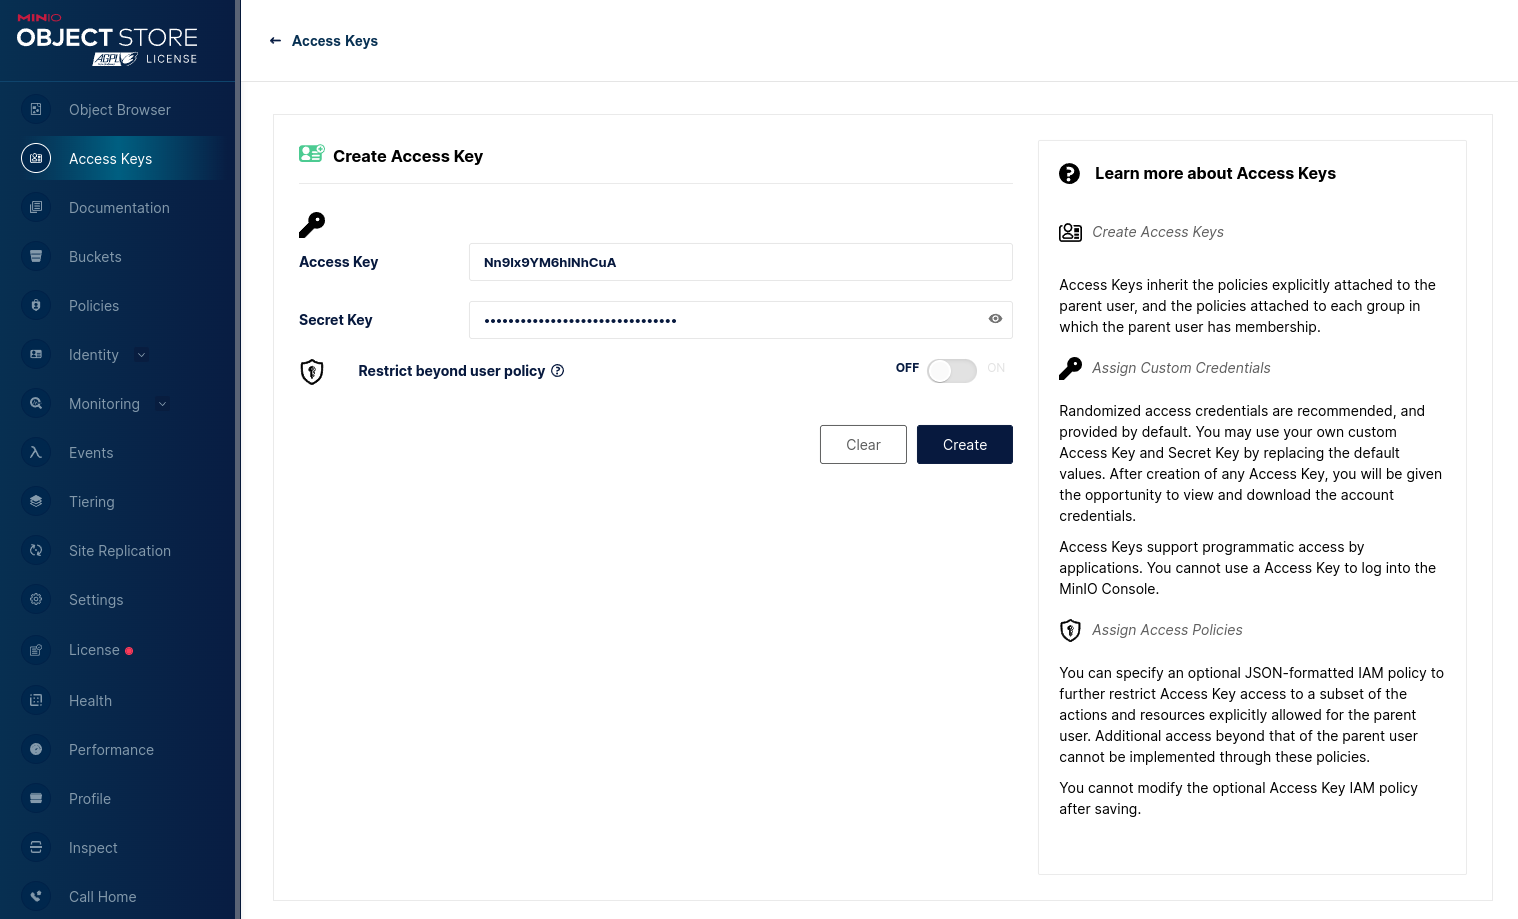 MINIO
OBJECT STORE
AGPLv3 LICENSE
Object Browser
Access Keys
Documentation
Buckets
Policies
Identity
Monitoring
Events
Tiering
Site Replication
Settings
License
Health
Performance
Profile
Inspect
Call Home
Access Keys
Create Access Key
Access Key
Nn9lx9YM6hINhCuA
Secret Key
••••••••••••••••••••••••••••••••
Restrict beyond user policy
OFF
ON
Clear
Create
Learn more about Access Keys
Create Access Keys
Access Keys inherit the policies explicitly attached to the
parent user, and the policies attached to each group in
which the parent user has membership.
Assign Custom Credentials
Randomized access credentials are recommended, and
provided by default. You may use your own custom
Access Key and Secret Key by replacing the default
values. After creation of any Access Key, you will be given
the opportunity to view and download the account
credentials.
Access Keys support programmatic access by
applications. You cannot use a Access Key to log into the
MinIO Console.
Assign Access Policies
You can specify an optional JSON-formatted IAM policy to
further restrict Access Key access to a subset of the
actions and resources explicitly allowed for the parent
user. Additional access beyond that of the parent user
cannot be implemented through these policies.
You cannot modify the optional Access Key IAM policy
after saving.